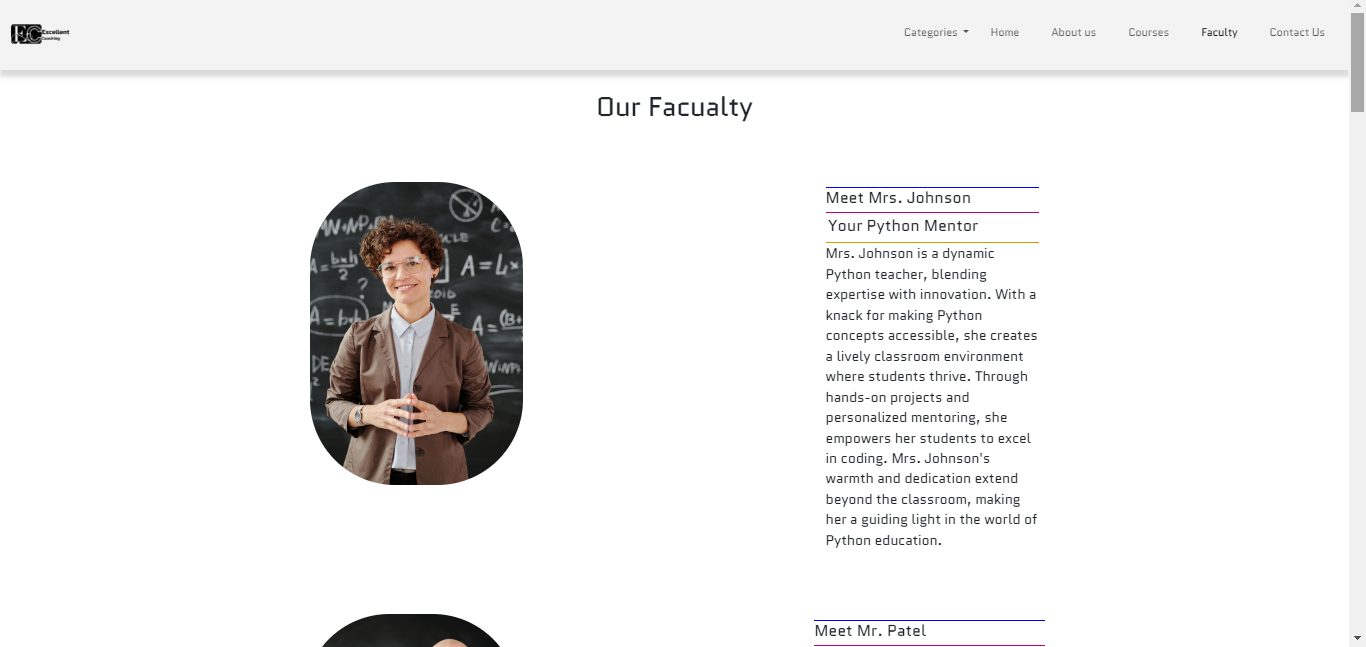 EC Excellent
Coaching
Categories Home About us Courses Faculty Contact Us
Our Facualty
Meet Mrs. Johnson
Your Python Mentor
Mrs. Johnson is a dynamic
Python teacher, blending
expertise with innovation. With a
knack for making Python
concepts accessible, she creates
a lively classroom environment
where students thrive. Through
hands-on projects and
personalized mentoring, she
empowers her students to excel
in coding. Mrs. Johnson's
warmth and dedication extend
beyond the classroom, making
her a guiding light in the world of
Python education.
A=bxh
2
?
A=
A=b×h
Meet Mr. Patel